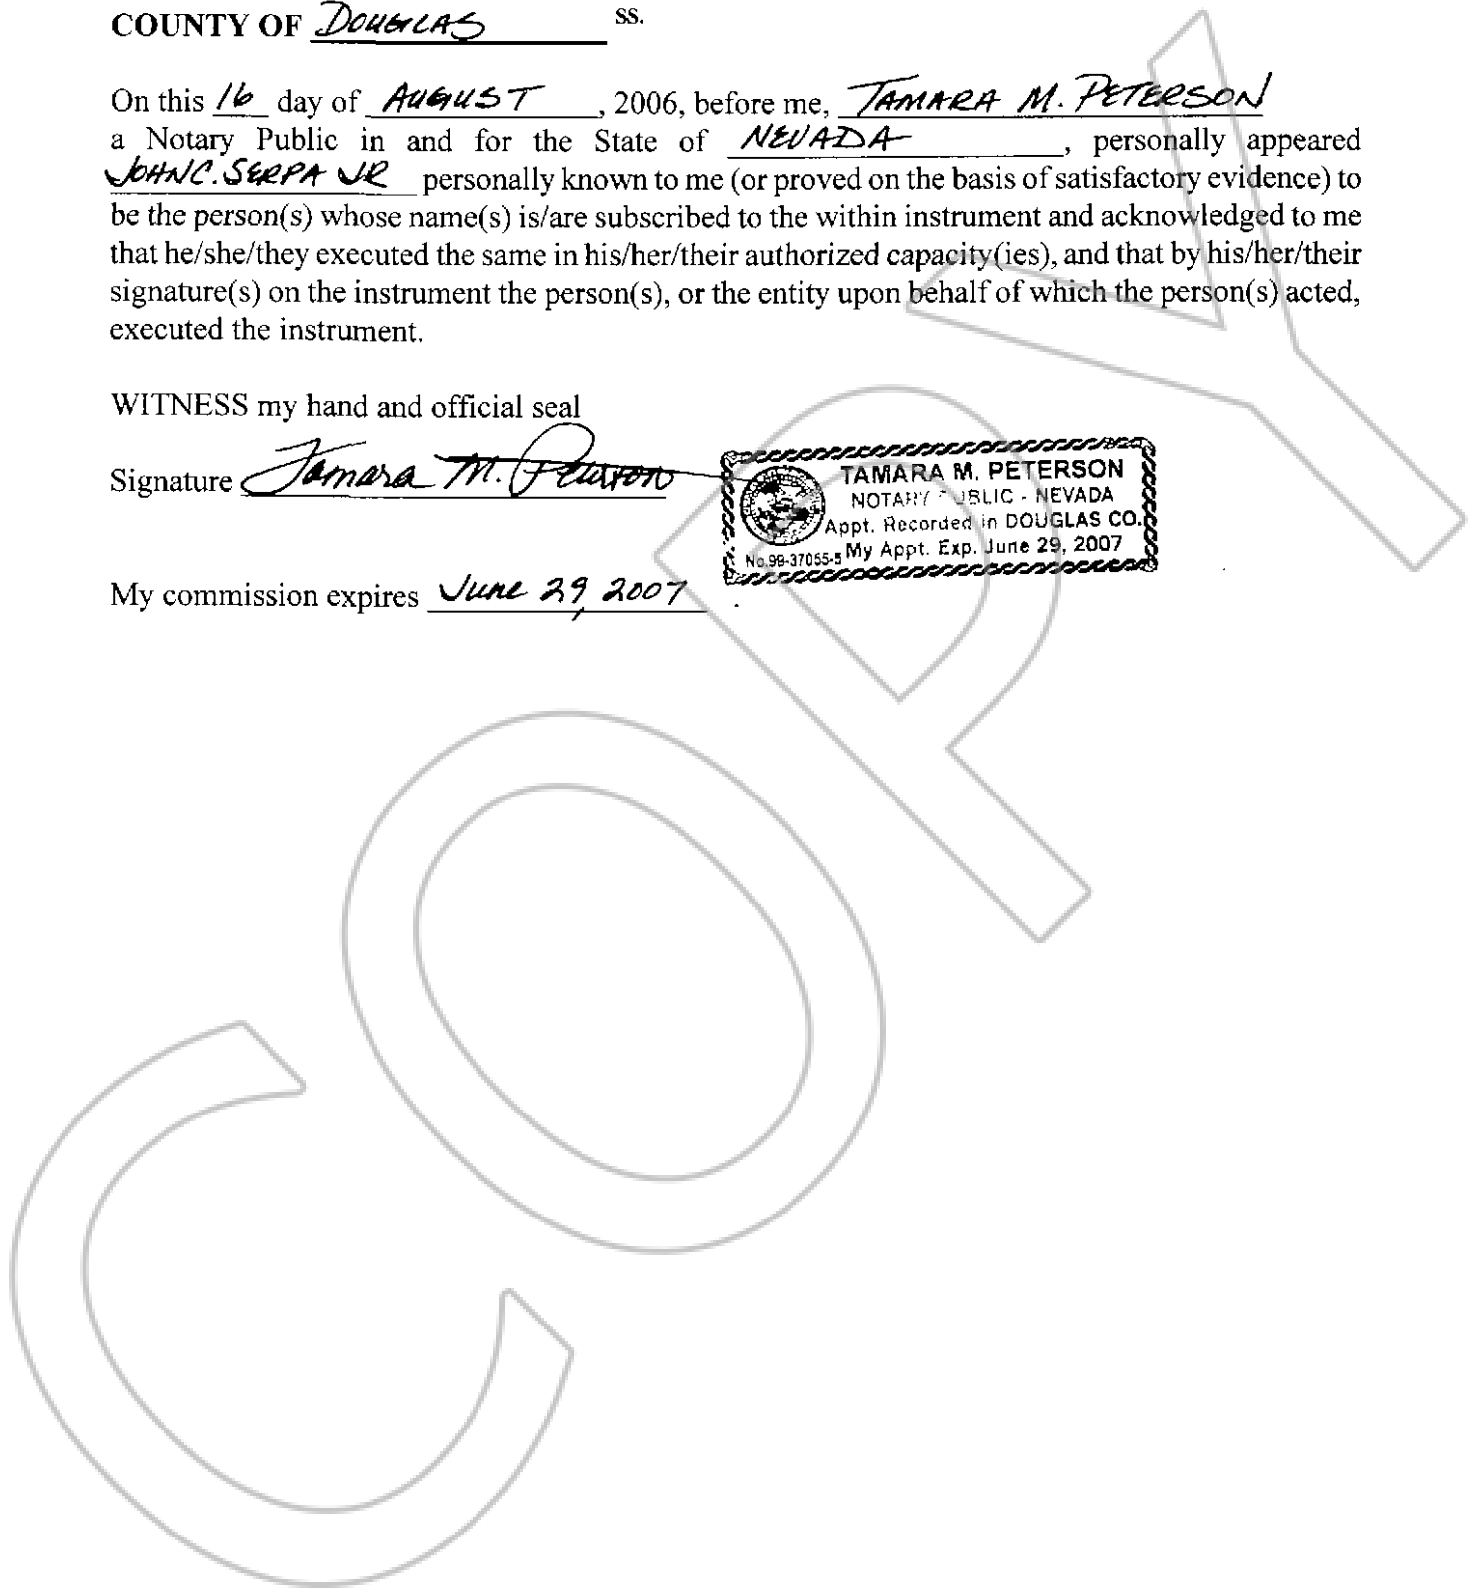 COUNTY OF DOUGLAS ss.
On this 16 day of AUGUST, 2006, before me, TAMARA M. PETERSON
a Notary Public in and for the State of NEVADA, personally appeared
JOHN C. SERPA JR personally known to me (or proved on the basis of satisfactory evidence) to
be the person(s) whose name(s) is/are subscribed to the within instrument and acknowledged to me
that he/she/they executed the same in his/her/their authorized capacity(ies), and that by his/her/their
signature(s) on the instrument the person(s), or the entity upon behalf of which the person(s) acted,
executed the instrument.
WITNESS my hand and official seal
Signature Tamara M. Peterson
TAMARA M. PETERSON
NOTARY PUBLIC - NEVADA
Appt. Recorded in DOUGLAS CO.
No.99-37055-5 My Appt. Exp. June 29, 2007
My commission expires June 29, 2007
COPY